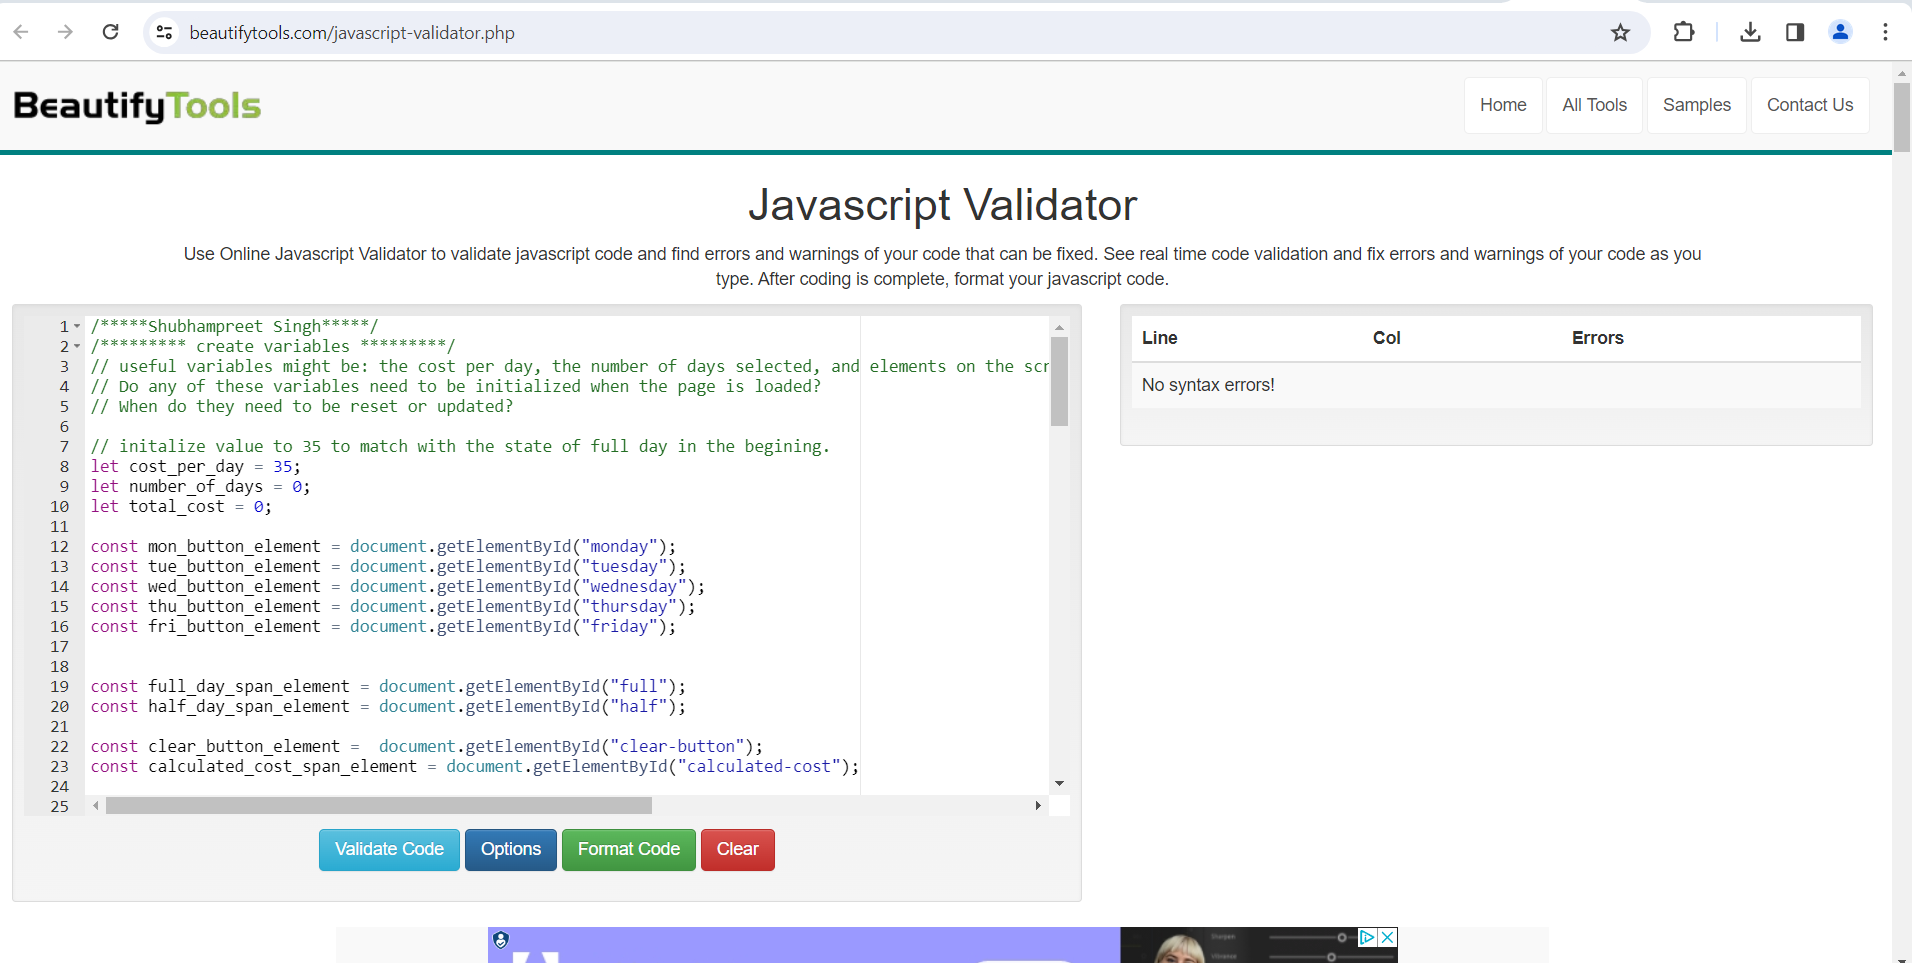 beautifytools.com/javascript-validator.php
BeautifyTools
Home
All Tools
Samples
Contact Us
Javascript Validator
Use Online Javascript Validator to validate javascript code and find errors and warnings of your code that can be fixed. See real time code validation and fix errors and warnings of your code as you
type. After coding is complete, format your javascript code.
1 /*****Shubhampreet Singh*****/
2 /********* create variables *********/
3 // useful variables might be: the cost per day, the number of days selected, and elements on the scr
4 // Do any of these variables need to be initialized when the page is loaded?
5 // When do they need to be reset or updated?
6
7 // initalize value to 35 to match with the state of full day in the begining.
8 let cost_per_day = 35;
9 let number_of_days = 0;
10 let total_cost = 0;
11
12 const mon_button_element = document.getElementById("monday");
13 const tue_button_element = document.getElementById("tuesday");
14 const wed_button_element = document.getElementById("wednesday");
15 const thu_button_element = document.getElementById("thursday");
16 const fri_button_element = document.getElementById("friday");
17
18
19 const full_day_span_element = document.getElementById("full");
20 const half_day_span_element = document.getElementById("half");
21
22 const clear_button_element =  document.getElementById("clear-button");
23 const calculated_cost_span_element = document.getElementById("calculated-cost");
24
25
Validate Code
Options
Format Code
Clear
Line Col Errors
No syntax errors!